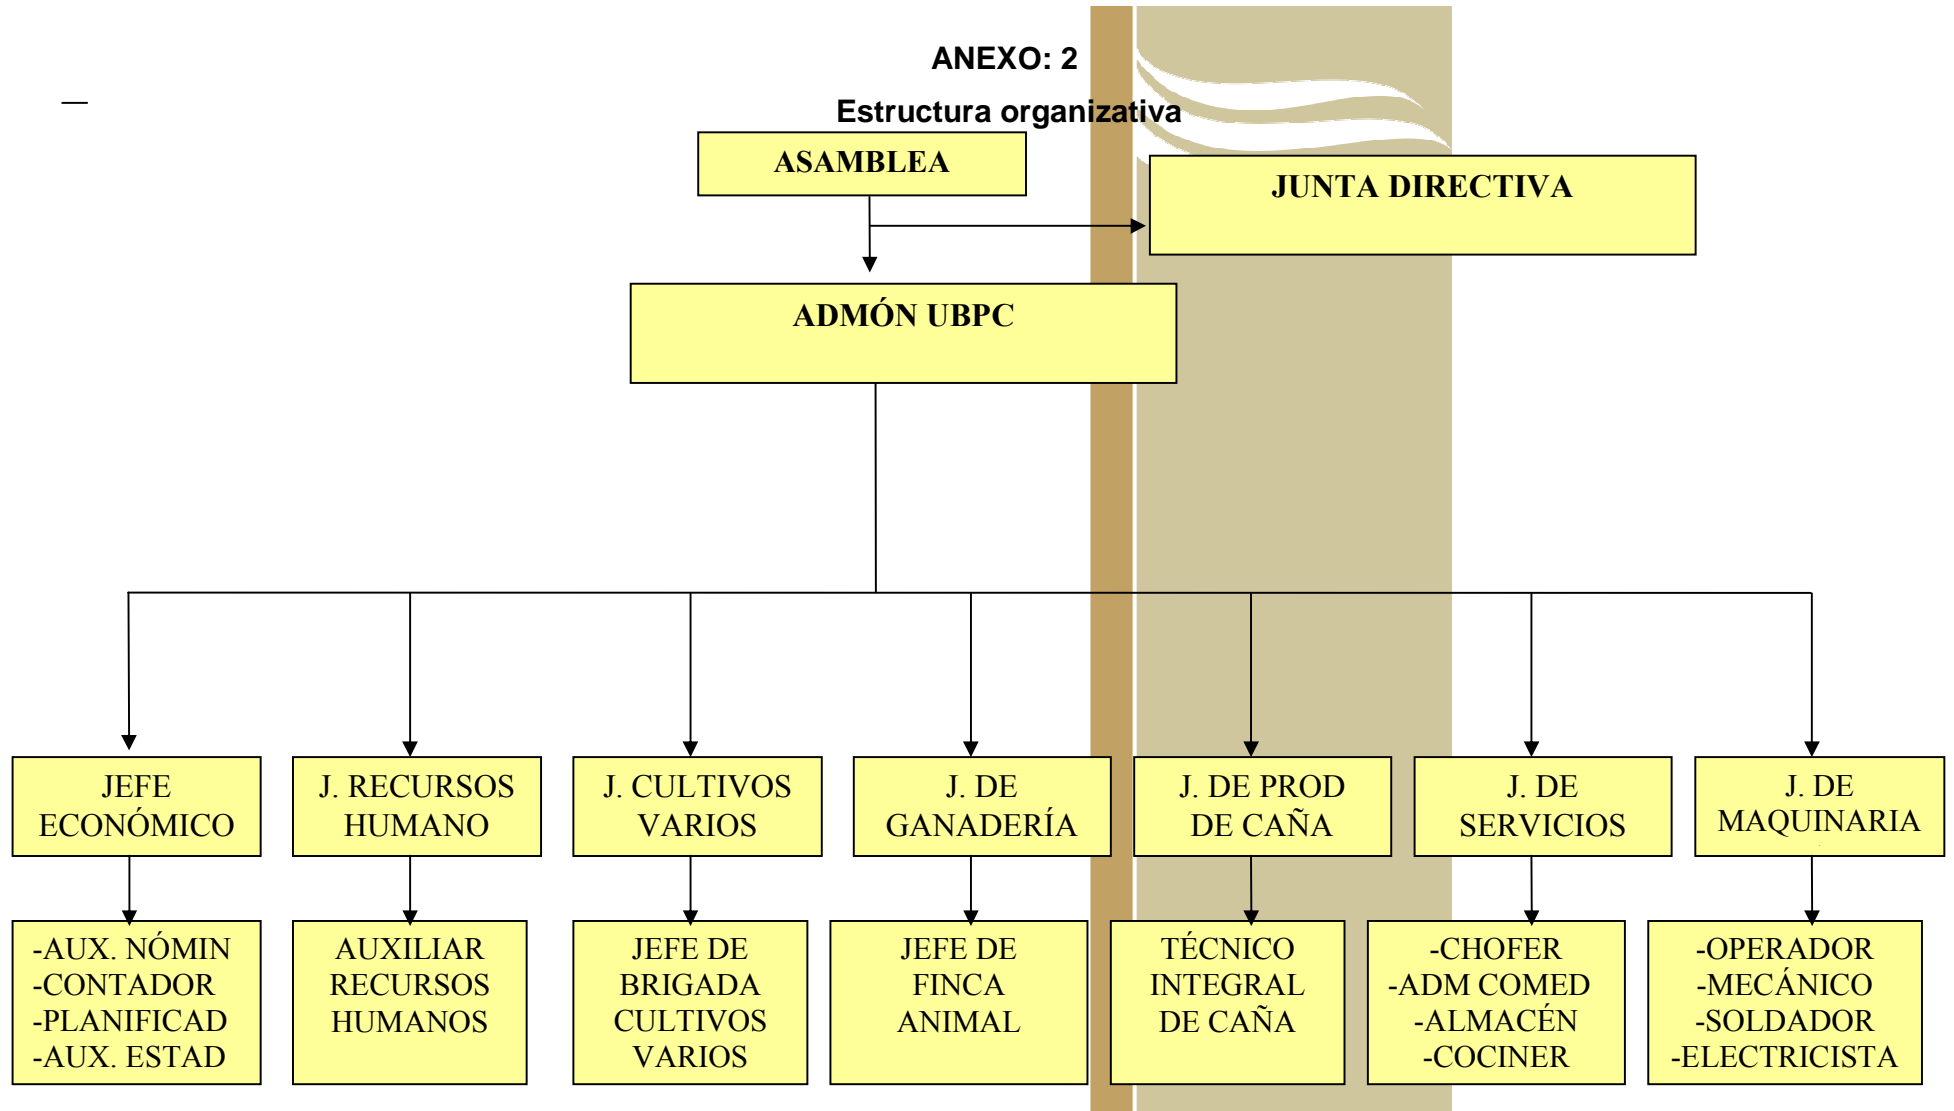 ANEXO: 2
Estructura organizativa
ASAMBLEA
JUNTA DIRECTIVA
ADMÓN UBPC
JEFE
ECONÓMICO
J. RECURSOS
HUMANO
J. CULTIVOS
VARIOS
J. DE
GANADERÍA
J. DE PROD
DE CAÑA
J. DE
SERVICIOS
J. DE
MAQUINARIA
-AUX. NÓMIN
-CONTADOR
-PLANIFICAD
-AUX. ESTAD
AUXILIAR
RECURSOS
HUMANOS
JEFE DE
BRIGADA
CULTIVOS
VARIOS
JEFE DE
FINCA
ANIMAL
TÉCNICO
INTEGRAL
DE CAÑA
-CHOFER
-ADM COMED
-ALMACÉN
-COCINER
-OPERADOR
-MECÁNICO
-SOLDADOR
-ELECTRICISTA